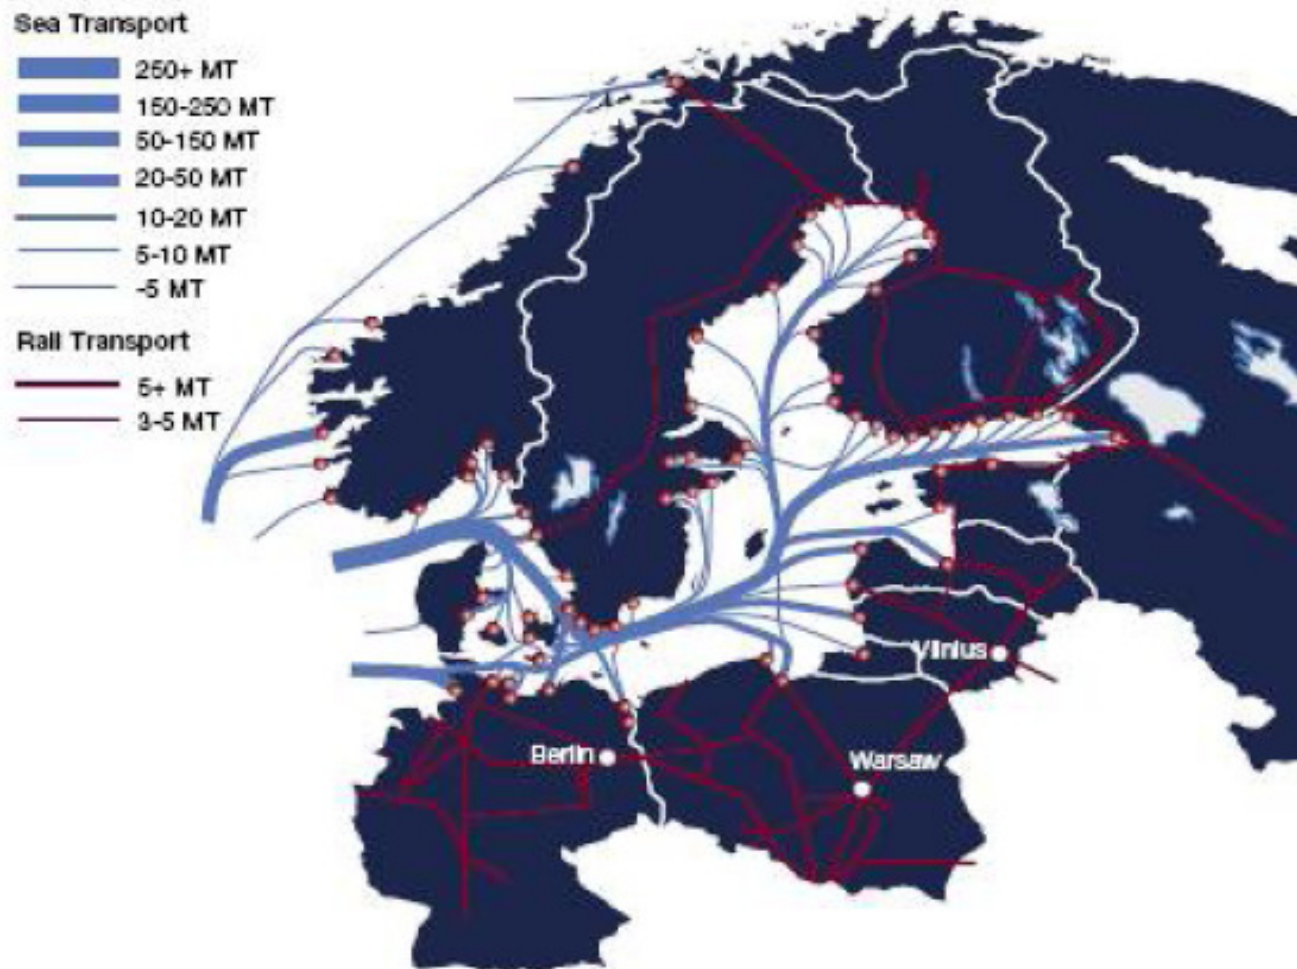 Sea Transport
250+ MT
150-250 MT
50-150 MT
20-50 MT
10-20 MT
5-10 MT
-5 MT
Rail Transport
5+ MT
3-5 MT
Vilnius
Berlin
Warsaw